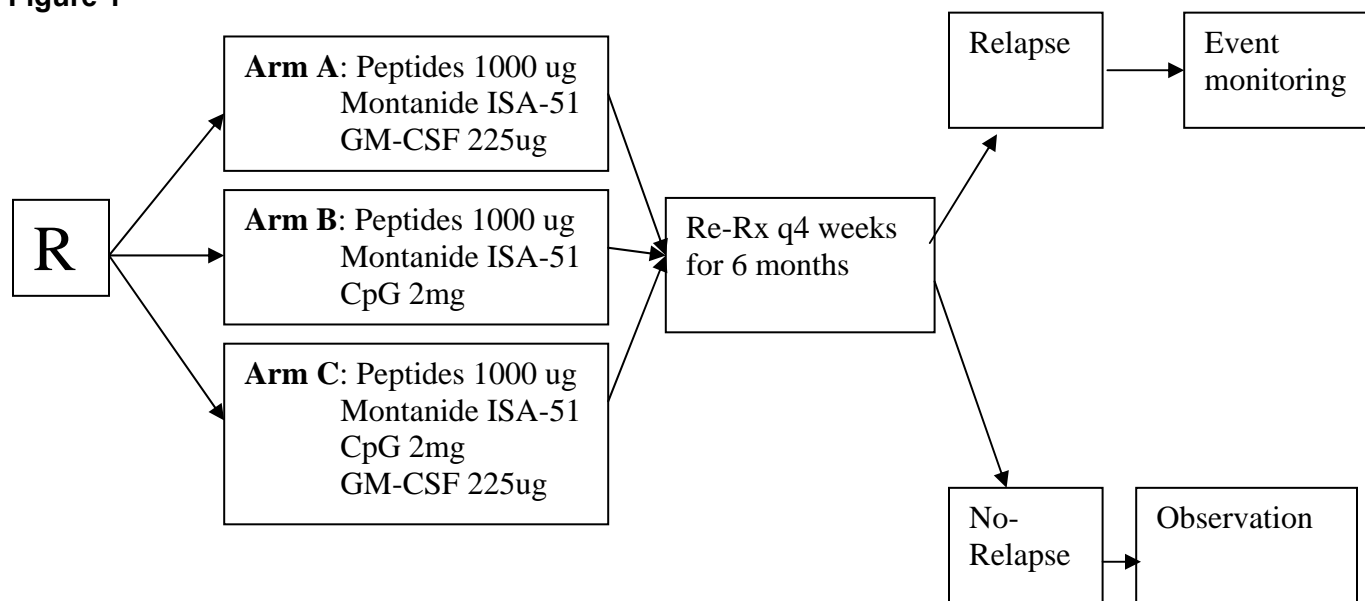 R
Arm A: Peptides 1000 ug
Montanide ISA-51
GM-CSF 225ug
Arm B: Peptides 1000 ug
Montanide ISA-51
CpG 2mg
Arm C: Peptides 1000 ug
Montanide ISA-51
CpG 2mg
GM-CSF 225ug
Re-Rx q4 weeks
for 6 months
Relapse
Event
monitoring
No-
Relapse
Observation